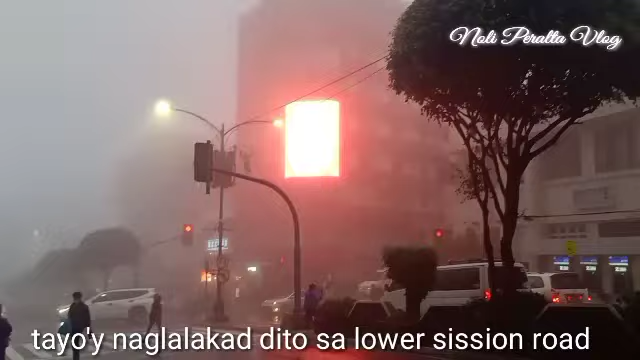 Noli Peralta Vlog
tayo'y naglalakad dito sa lower sission road